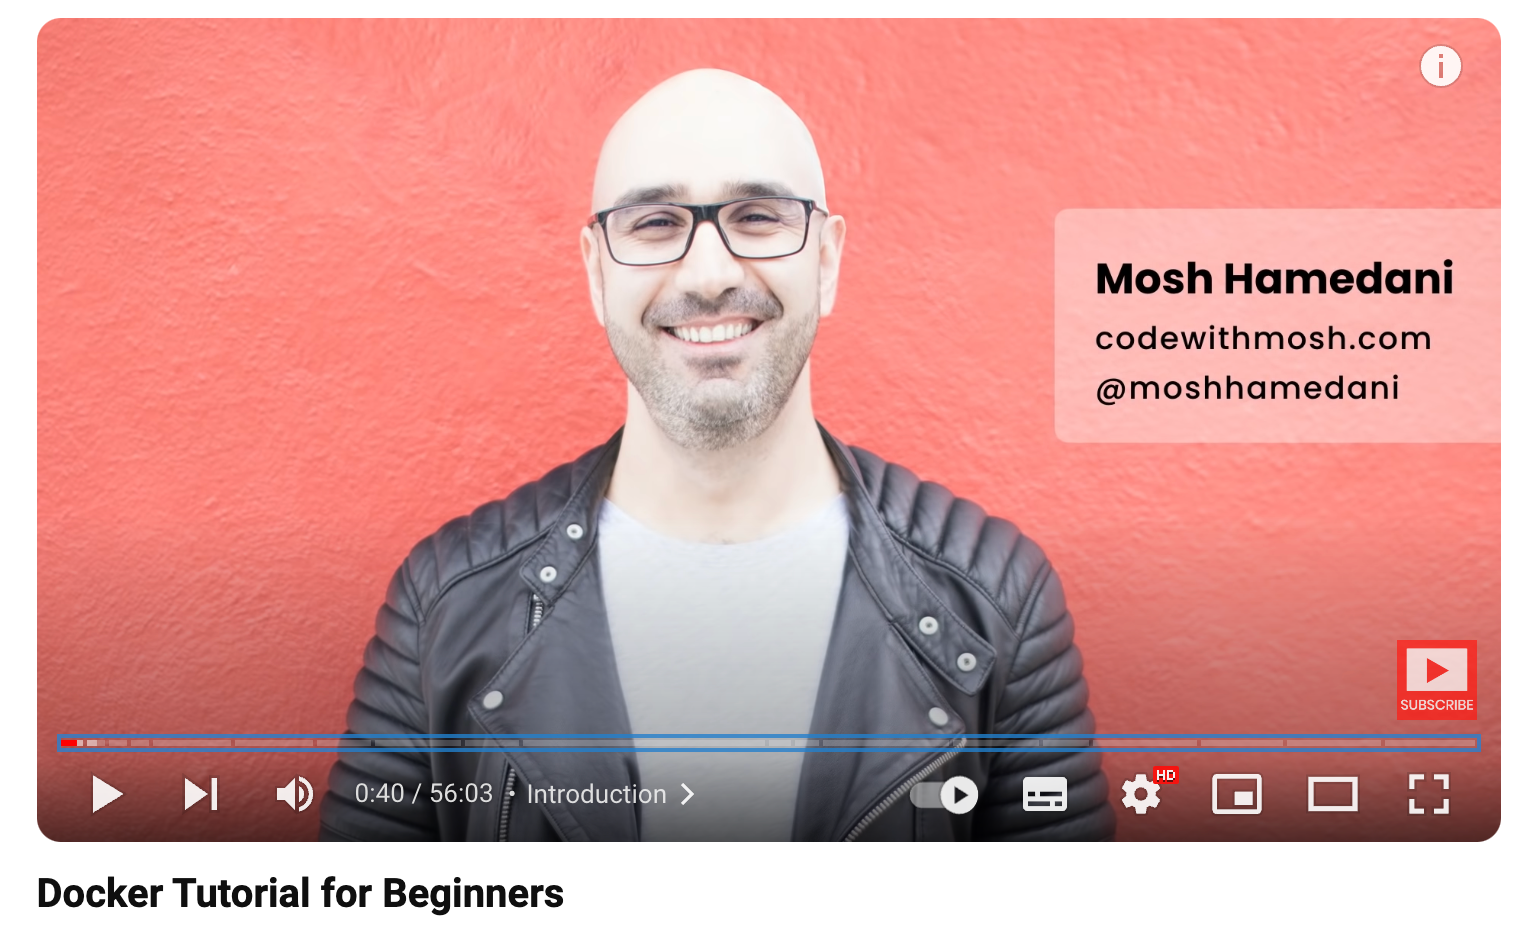 Mosh Hamedani
codewithmosh.com
@moshhamedani
SUBSCRIBE
0:40 / 56:03 • Introduction
HD
Docker Tutorial for Beginners